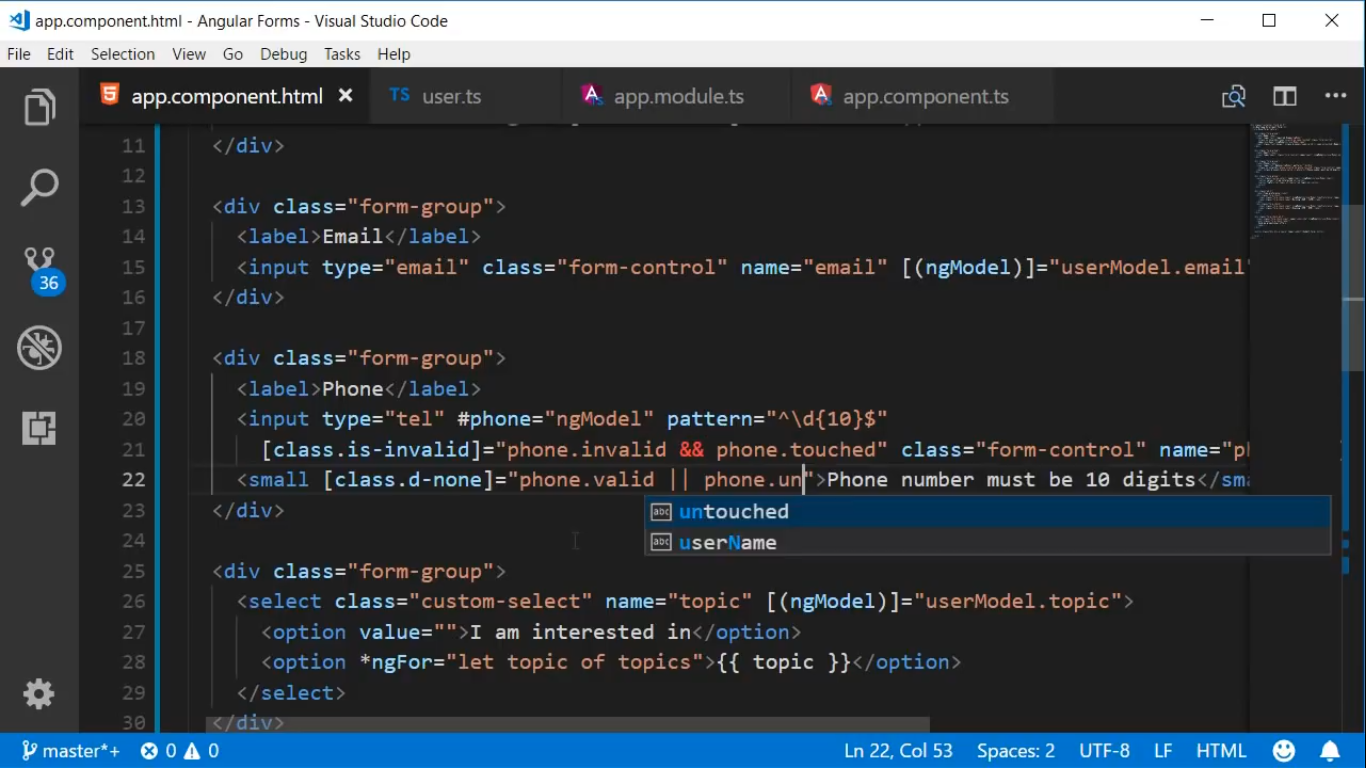 app.component.html - Angular Forms - Visual Studio Code
File Edit Selection View Go Debug Tasks Help
app.component.html TS user.ts app.module.ts app.component.ts
11 </div>
12
13 <div class="form-group">
14 <label>Email</label>
15 <input type="email" class="form-control" name="email" [(ngModel)]="userModel.email"
16 </div>
17
18 <div class="form-group">
19 <label>Phone</label>
20 <input type="tel" #phone="ngModel" pattern="^\d{10}$"
21 [class.is-invalid]="phone.invalid && phone.touched" class="form-control" name="ph
22 <small [class.d-none]="phone.valid || phone.un">Phone number must be 10 digits</sma
abc untouched
23 </div>
abc userName
24
25 <div class="form-group">
26 <select class="custom-select" name="topic" [(ngModel)]="userModel.topic">
27 <option value="">I am interested in</option>
28 <option *ngFor="let topic of topics">{{ topic }}</option>
29 </select>
30 </div>
36
master*+ 0 0 Ln 22, Col 53 Spaces: 2 UTF-8 LF HTML